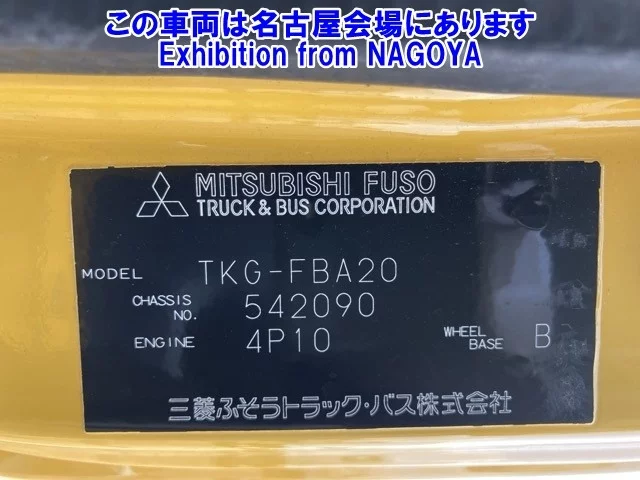 この車両は名古屋会場にあります
Exhibition from NAGOYA
MITSUBISHI FUSO
TRUCK & BUS CORPORATION
MODEL TKG-FBA20
CHASSIS NO. 542090
ENGINE 4P10 WHEEL BASE B
三菱ふそうトラック・バス株式会社